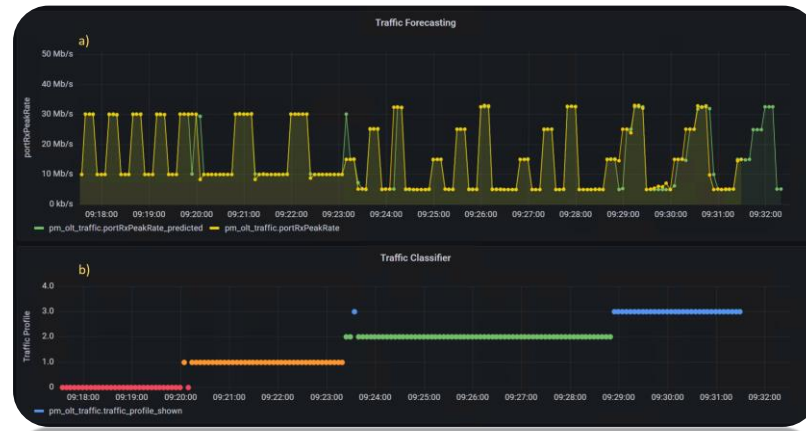 Traffic Forecasting
a)
50 Mb/s
40 Mb/s
30 Mb/s
20 Mb/s
10 Mb/s
0 kb/s
portRxPeakRate
09:18:00 09:19:00 09:20:00 09:21:00 09:22:00 09:23:00 09:24:00 09:25:00 09:26:00 09:27:00 09:28:00 09:29:00 09:30:00 09:31:00 09:32:00
pm_olt_traffic.portRxPeakRate_predicted pm_olt_traffic.portRxPeakRate
Traffic Classifier
b)
4.0
3.0
2.0
1.0
0
Traffic Profile
09:18:00 09:19:00 09:20:00 09:21:00 09:22:00 09:23:00 09:24:00 09:25:00 09:26:00 09:27:00 09:28:00 09:29:00 09:30:00 09:31:00 09:32:00
pm_olt_traffic.traffic_profile_shown